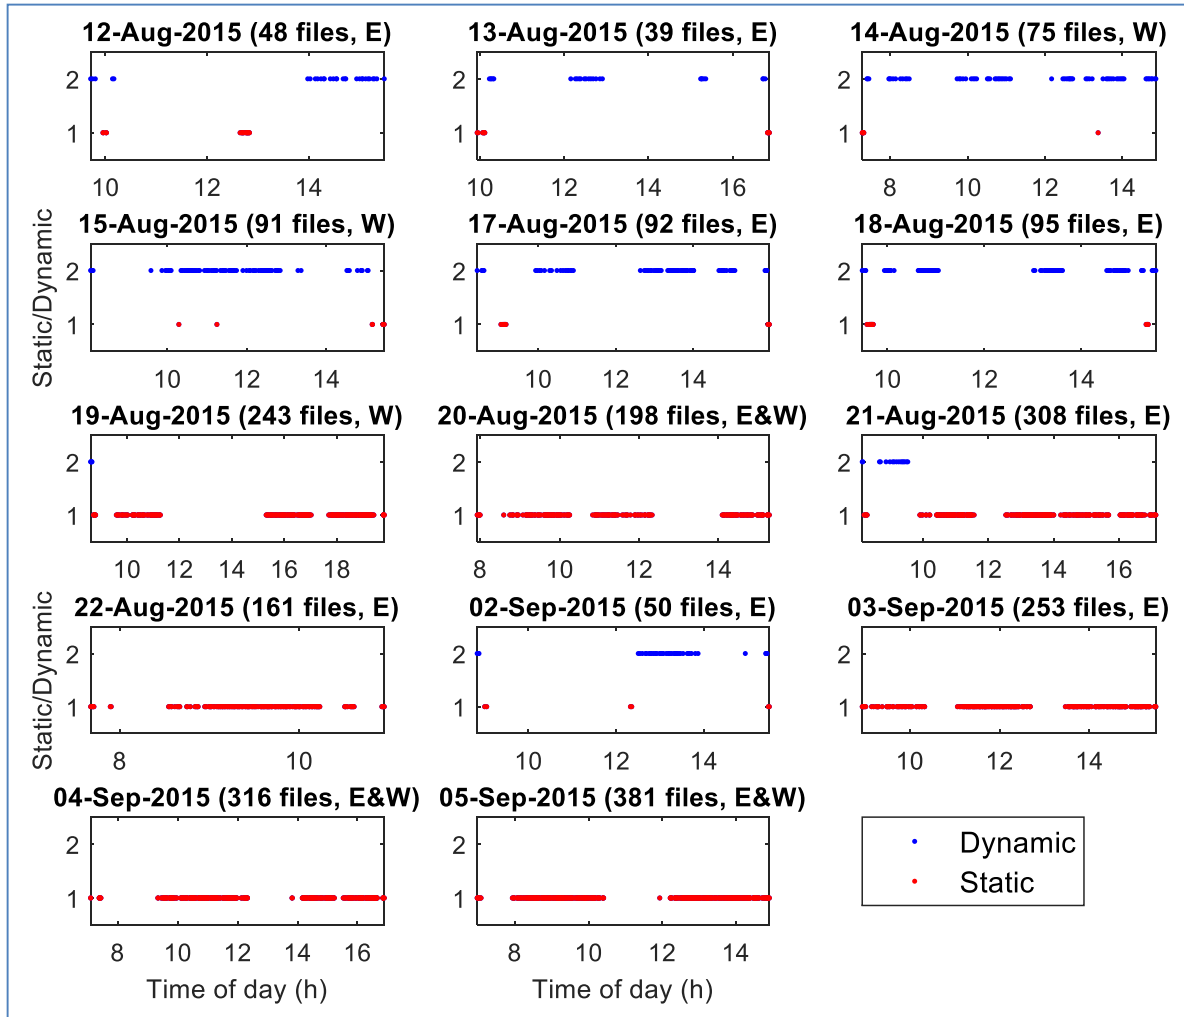 12-Aug-2015 (48 files, E)
13-Aug-2015 (39 files, E)
14-Aug-2015 (75 files, W)
2
1
10 12 14
2
1
10 12 14 16
2
1
8 10 12 14
15-Aug-2015 (91 files, W)
17-Aug-2015 (92 files, E)
18-Aug-2015 (95 files, E)
Static/Dynamic
2
1
10 12 14
2
1
10 12 14
2
1
10 12 14
19-Aug-2015 (243 files, W)
20-Aug-2015 (198 files, E&W)
21-Aug-2015 (308 files, E)
2
1
10 12 14 16 18
2
1
8 10 12 14
2
1
10 12 14 16
22-Aug-2015 (161 files, E)
02-Sep-2015 (50 files, E)
03-Sep-2015 (253 files, E)
Static/Dynamic
2
1
8 10
2
1
10 12 14
2
1
10 12 14
04-Sep-2015 (316 files, E&W)
05-Sep-2015 (381 files, E&W)
2
1
8 10 12 14 16
Time of day (h)
2
1
8 10 12 14
Time of day (h)
Dynamic
Static